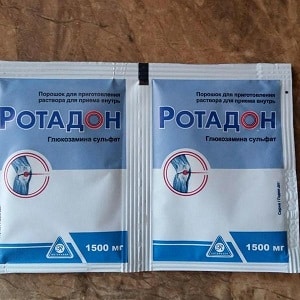 Порошок для приготовления
раствора для приема внутрь
РОТАДОН
Глюкозамина сульфат
1500 мг
Порошок для приготовления
раствора для приема внутрь
РОТАДОН
Глюкозамина сульфат
1500 мг